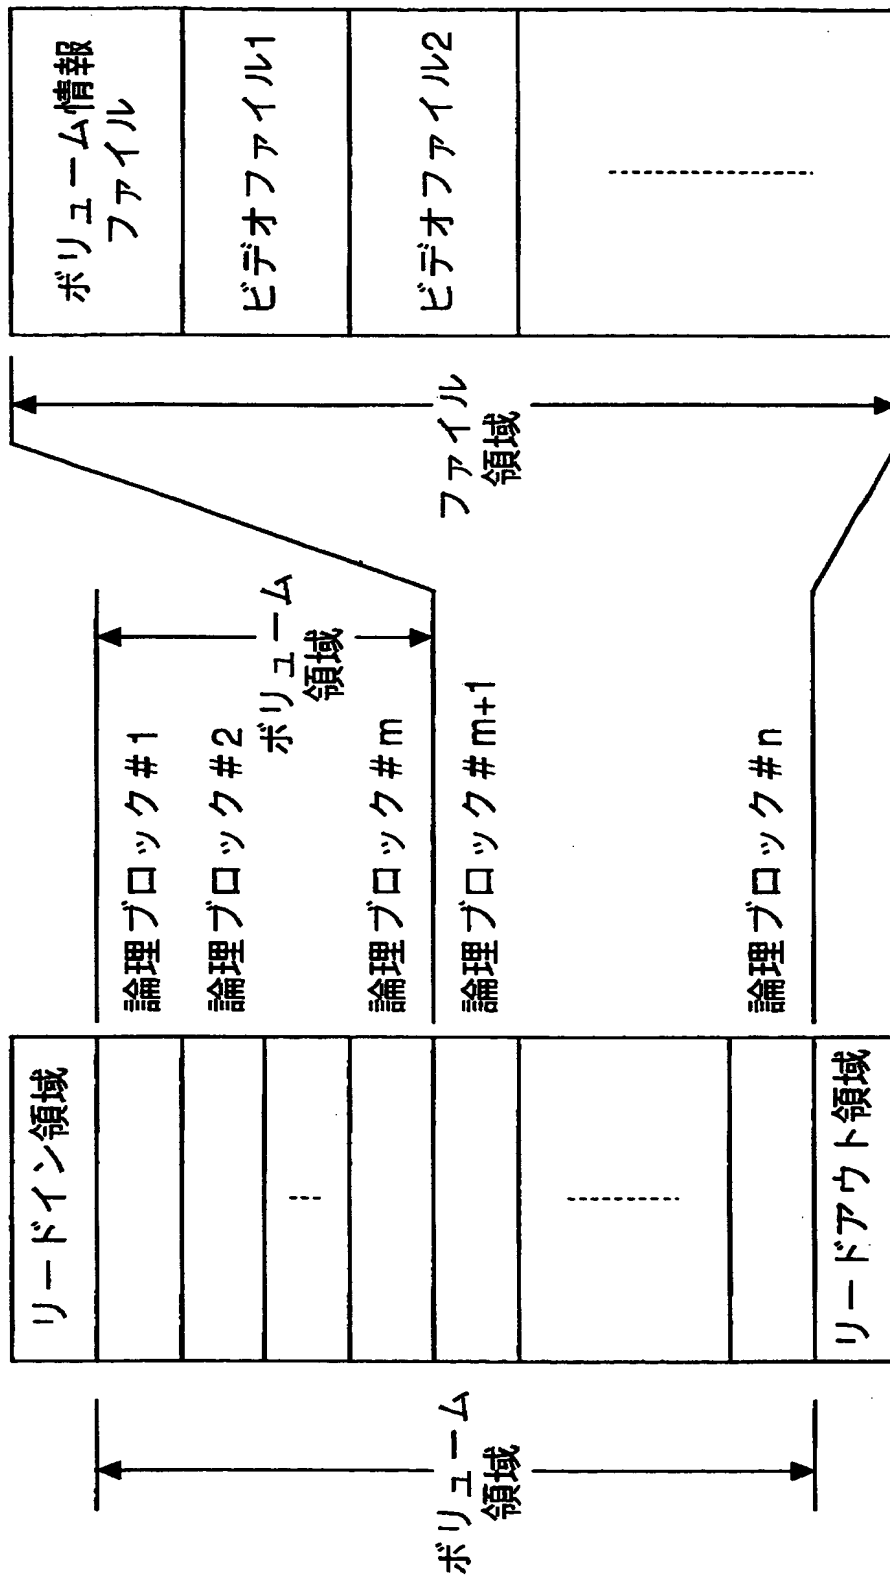 リードイン領域
論理ブロック#1
論理ブロック#2
論理ブロック#m
論理ブロック#m+1
論理ブロック#n
リードアウト領域
ボリューム
領域
ボリューム
領域
ファイル
領域
ボリューム情報
ファイル
ビデオファイル1
ビデオファイル2